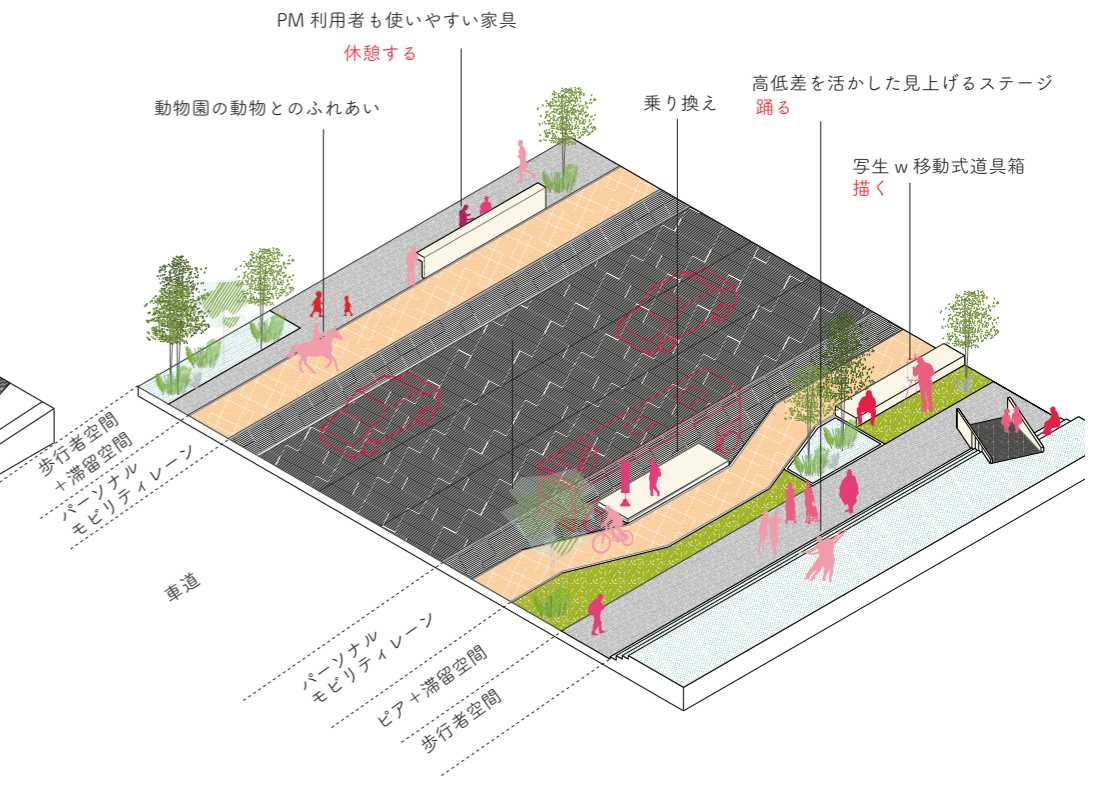 PM 利用者も使いやすい家具
休憩する
動物園の動物とのふれあい
乗り換え
高低差を活かした見上げるステージ
踊る
写生 w 移動式道具箱
描く
歩行者空間
+滞留空間
パーソナル
モビリティレーン
車道
パーソナル
モビリティレーン
ピア+滞留空間
歩行者空間